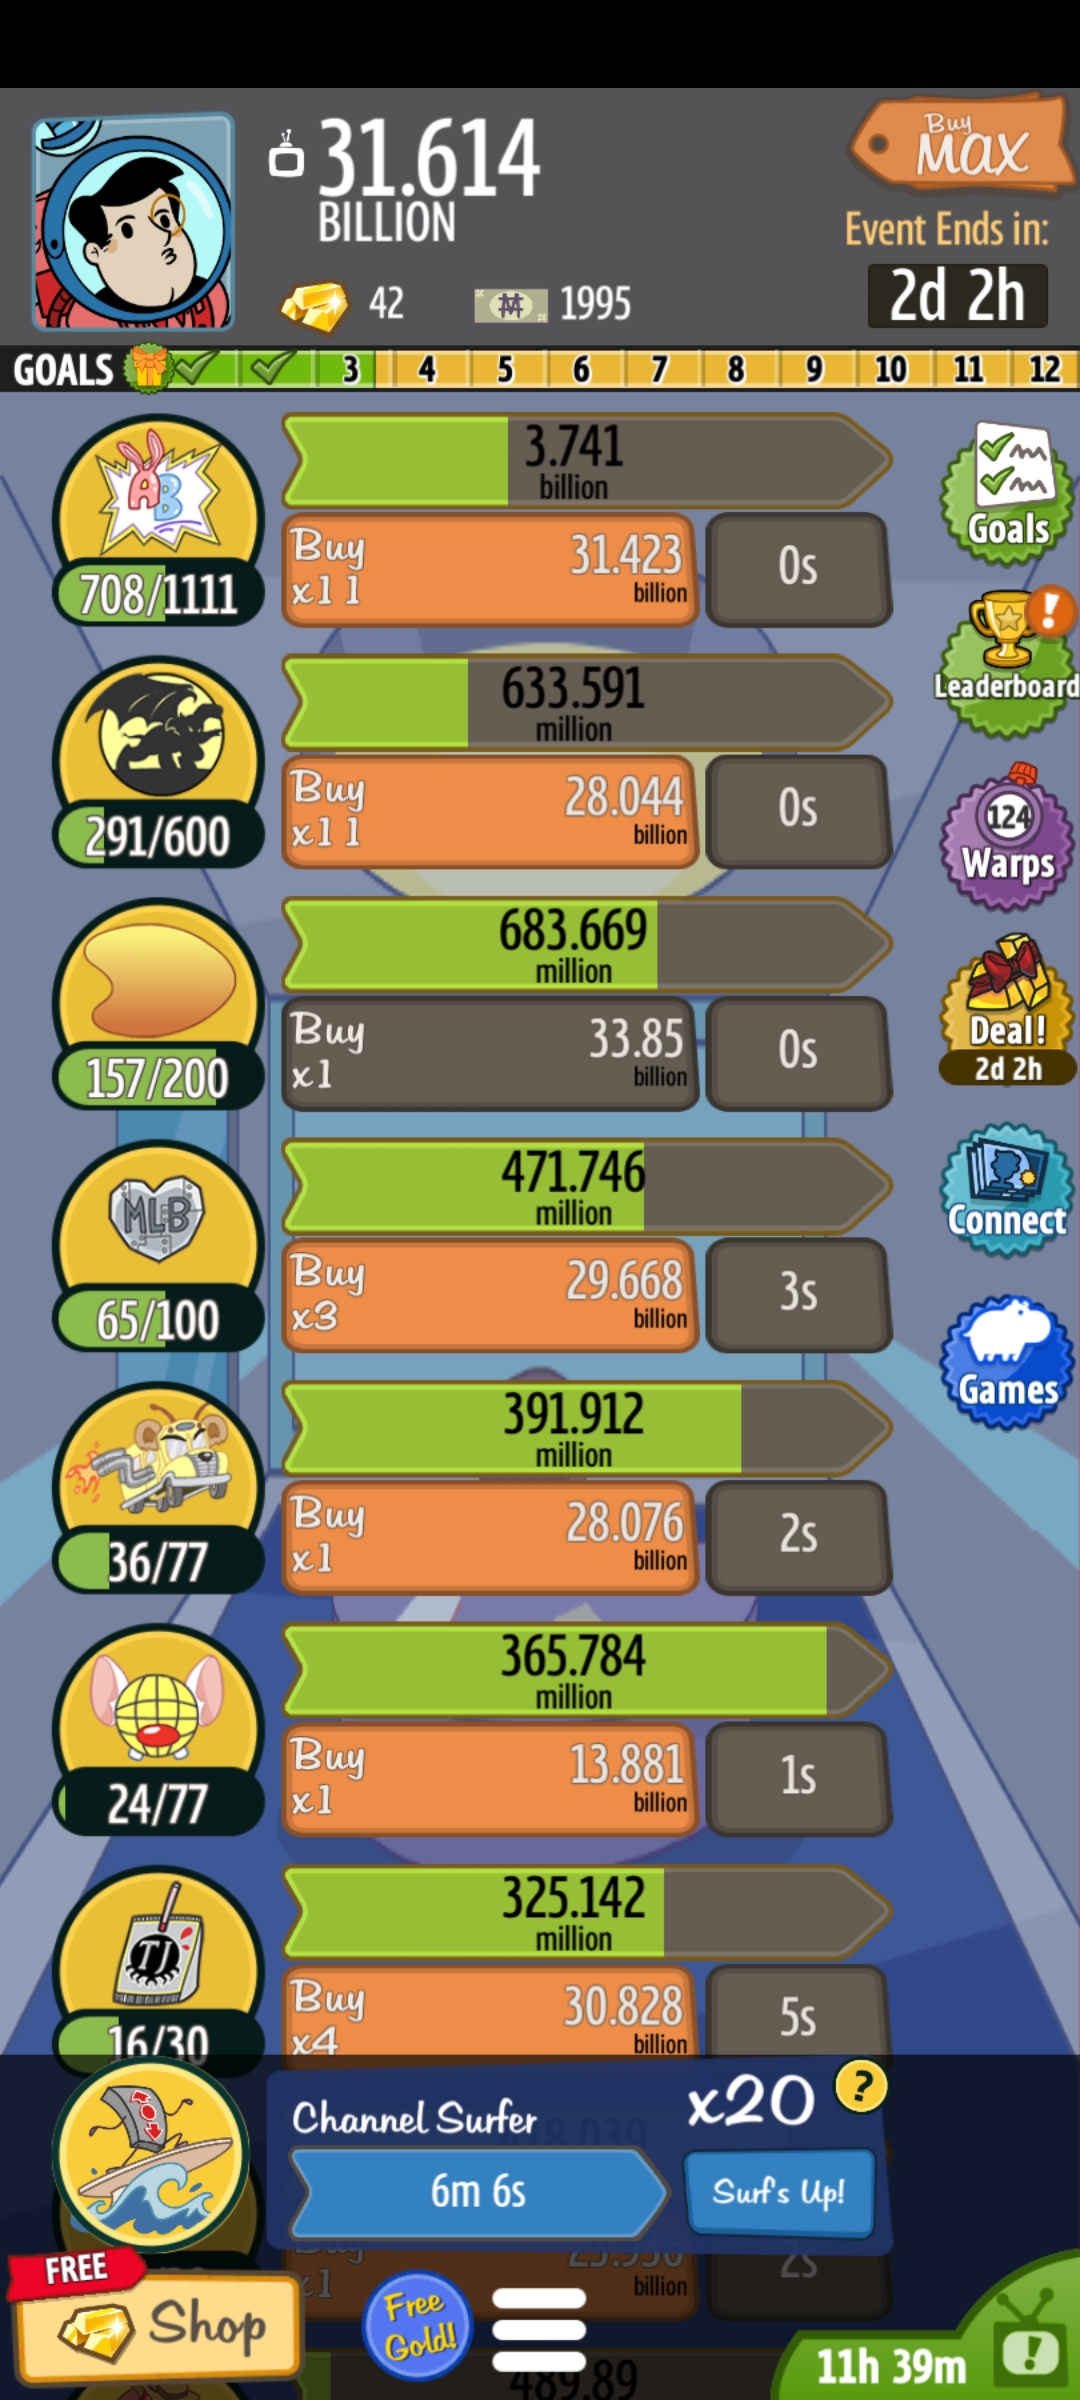 31.614
BILLION
Buy
MAX
Event Ends in:
2d 2h
42
1995
GOALS
3
4
5
6
7
8
9
10
11
12
AB
708/1111
3.741
billion
Buy
x11
31.423
billion
0s
Goals
291/600
633.591
million
Buy
x11
28.044
billion
0s
Leaderboard
124
Warps
157/200
683.669
million
Buy
x1
33.85
billion
0s
Deal!
2d 2h
MLB
65/100
471.746
million
Buy
x3
29.668
billion
3s
Connect
Games
36/77
391.912
million
Buy
x1
28.076
billion
2s
24/77
365.784
million
Buy
x1
13.881
billion
1s
TJ
16/30
325.142
million
Buy
x4
30.828
billion
5s
Channel Surfer
x20
?
6m 6s
Surf's Up!
Buy
x1
billion
2s
FREE
Shop
Free
Gold!
489.89
11h 39m